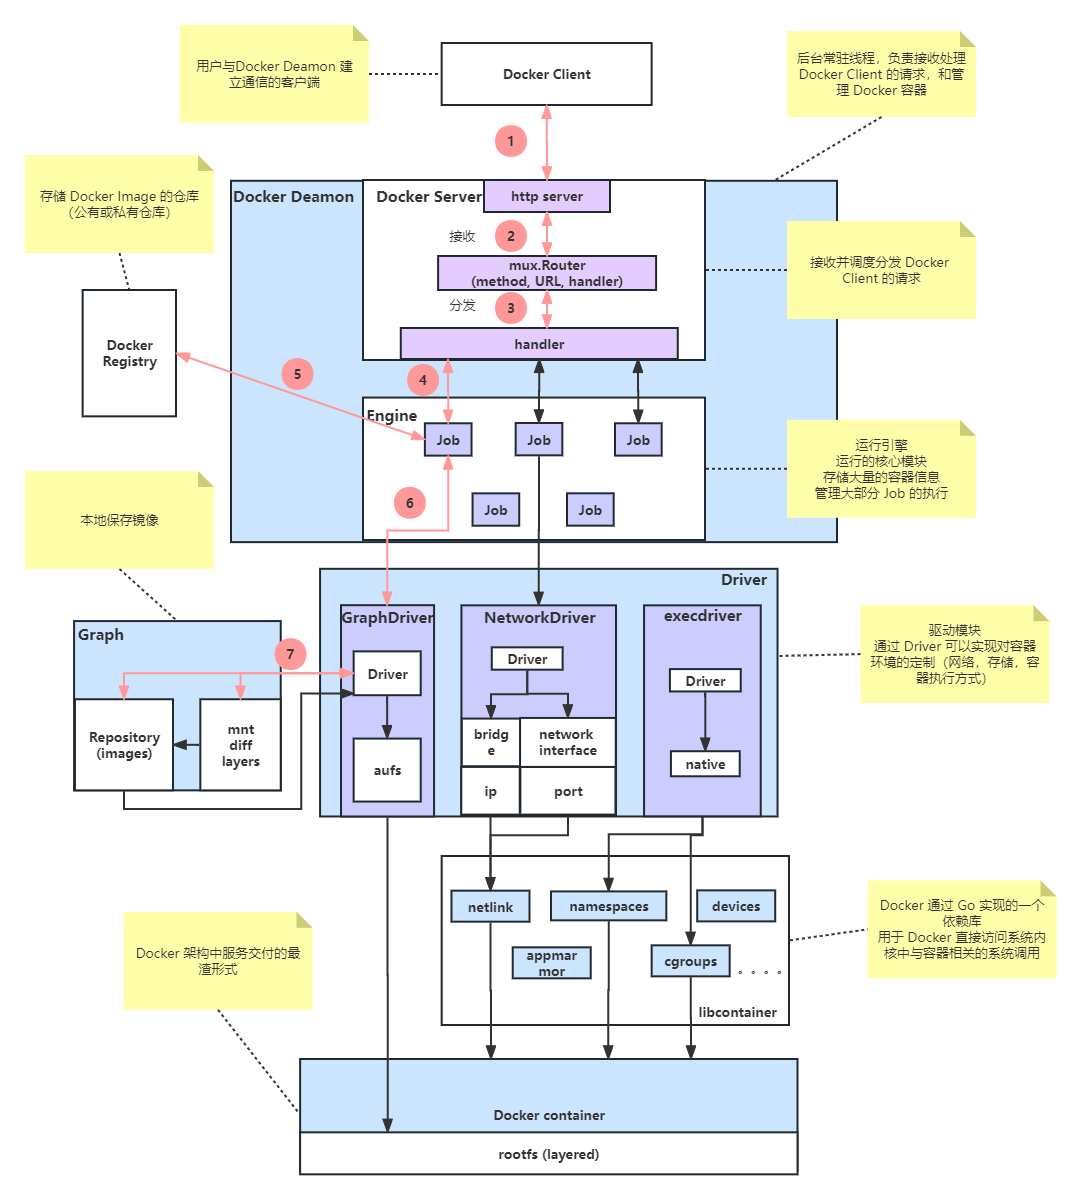 用户与Docker Deamon 建
立通信的客户端
Docker Client
后台常驻线程，负责接收处理
Docker Client 的请求，和管
理 Docker 容器
1
存储 Docker Image 的仓库
（公有或私有仓库）
Docker Deamon
Docker Server
http server
接收
2
mux.Router
(method, URL, handler)
分发
3
handler
接收并调度分发 Docker
Client 的请求
Docker
Registry
5
4
Engine
Job
Job
Job
6
Job
Job
运行引擎
运行的核心模块
存储大量的容器信息
管理大部分 Job 的执行
本地保存镜像
Driver
GraphDriver
NetworkDriver
execdriver
Graph
7
Driver
Driver
Driver
驱动模块
通过 Driver 可以实现对容器
环境的定制（网络，存储，容
器执行方式）
Repository
(images)
mnt
diff
layers
aufs
bridg
e
network
interface
native
ip
port
netlink
namespaces
devices
appmar
mor
cgroups
。。。。
libcontainer
Docker 通过 Go 实现的一个
依赖库
用于 Docker 直接访问系统内
核中与容器相关的系统调用
Docker 架构中服务交付的最
渣形式
Docker container
rootfs (layered)